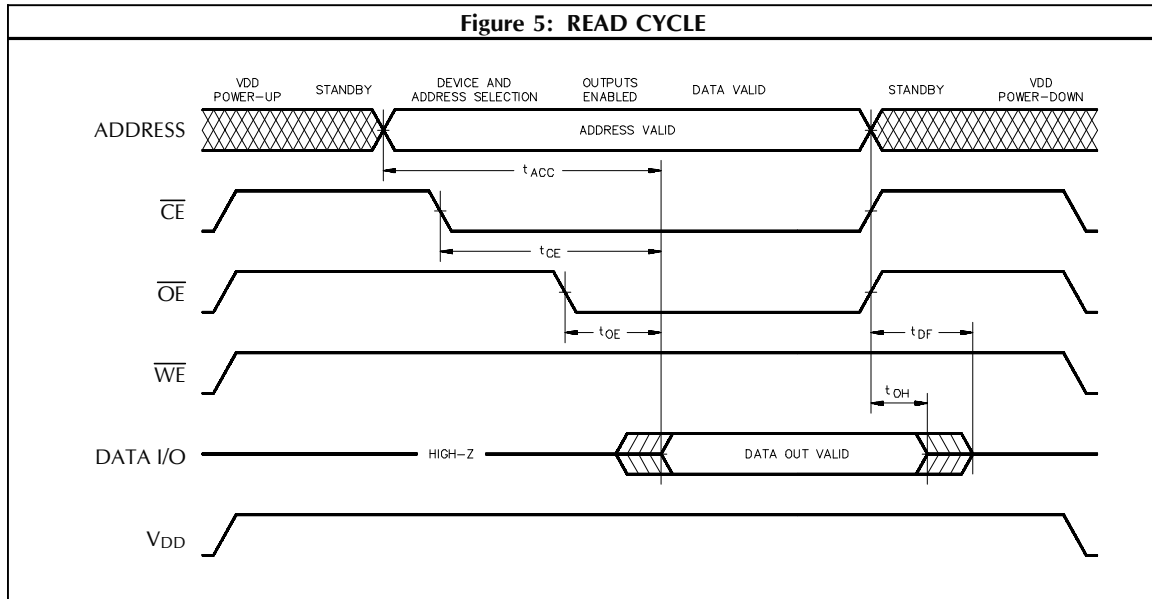 Figure 5: READ CYCLE
VDD POWER-UP
STANDBY
DEVICE AND ADDRESS SELECTION
OUTPUTS ENABLED
DATA VALID
STANDBY
VDD POWER-DOWN
ADDRESS
ADDRESS VALID
tACC
CE
tCE
OE
tOE
tDF
WE
tOH
DATA I/O
HIGH-Z
DATA OUT VALID
VDD